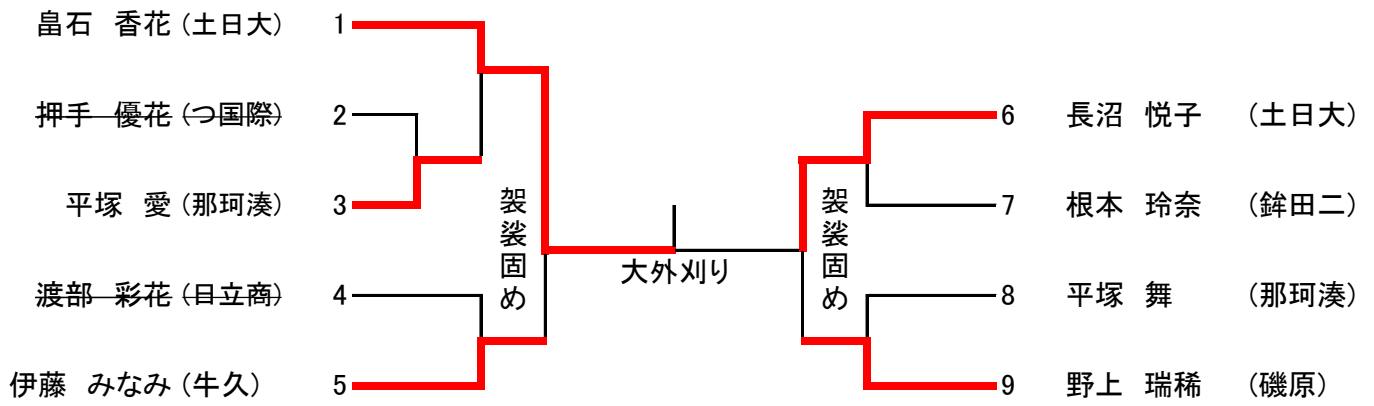 畠石　香花 (土日大)　1
押手　優花 (つ国際)　2
平塚　愛 (那珂湊)　3
渡部　彩花 (日立商)　4
伊藤　みなみ (牛久)　5
袈裟固め
大外刈り
袈裟固め
6　長沼　悦子　(土日大)
7　根本　玲奈　(鉾田二)
8　平塚　舞　(那珂湊)
9　野上　瑞稀　(磯原)